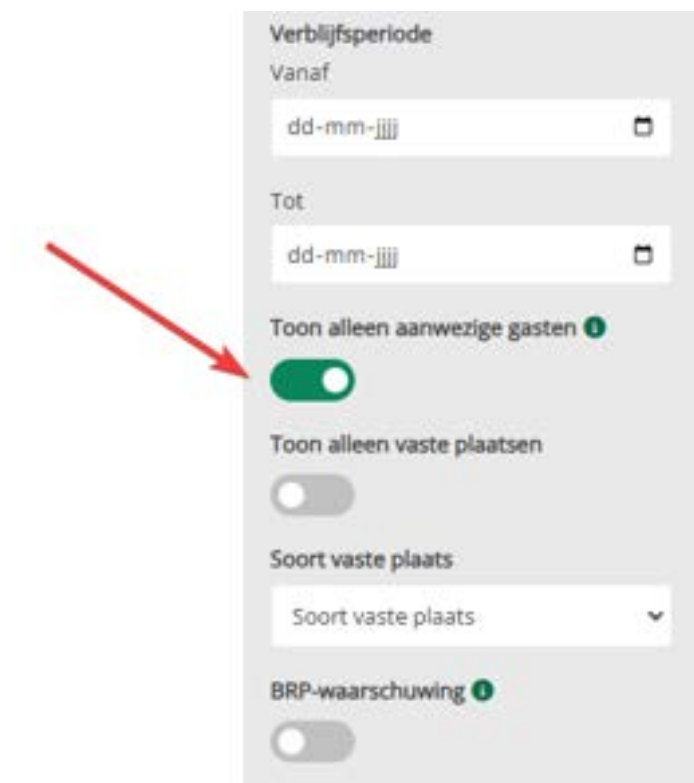 Verblijfsperiode
Vanaf
dd-mm-jjjj
Tot
dd-mm-jjjj
Toon alleen aanwezige gasten
Toon alleen vaste plaatsen
Soort vaste plaats
Soort vaste plaats
BRP-waarschuwing